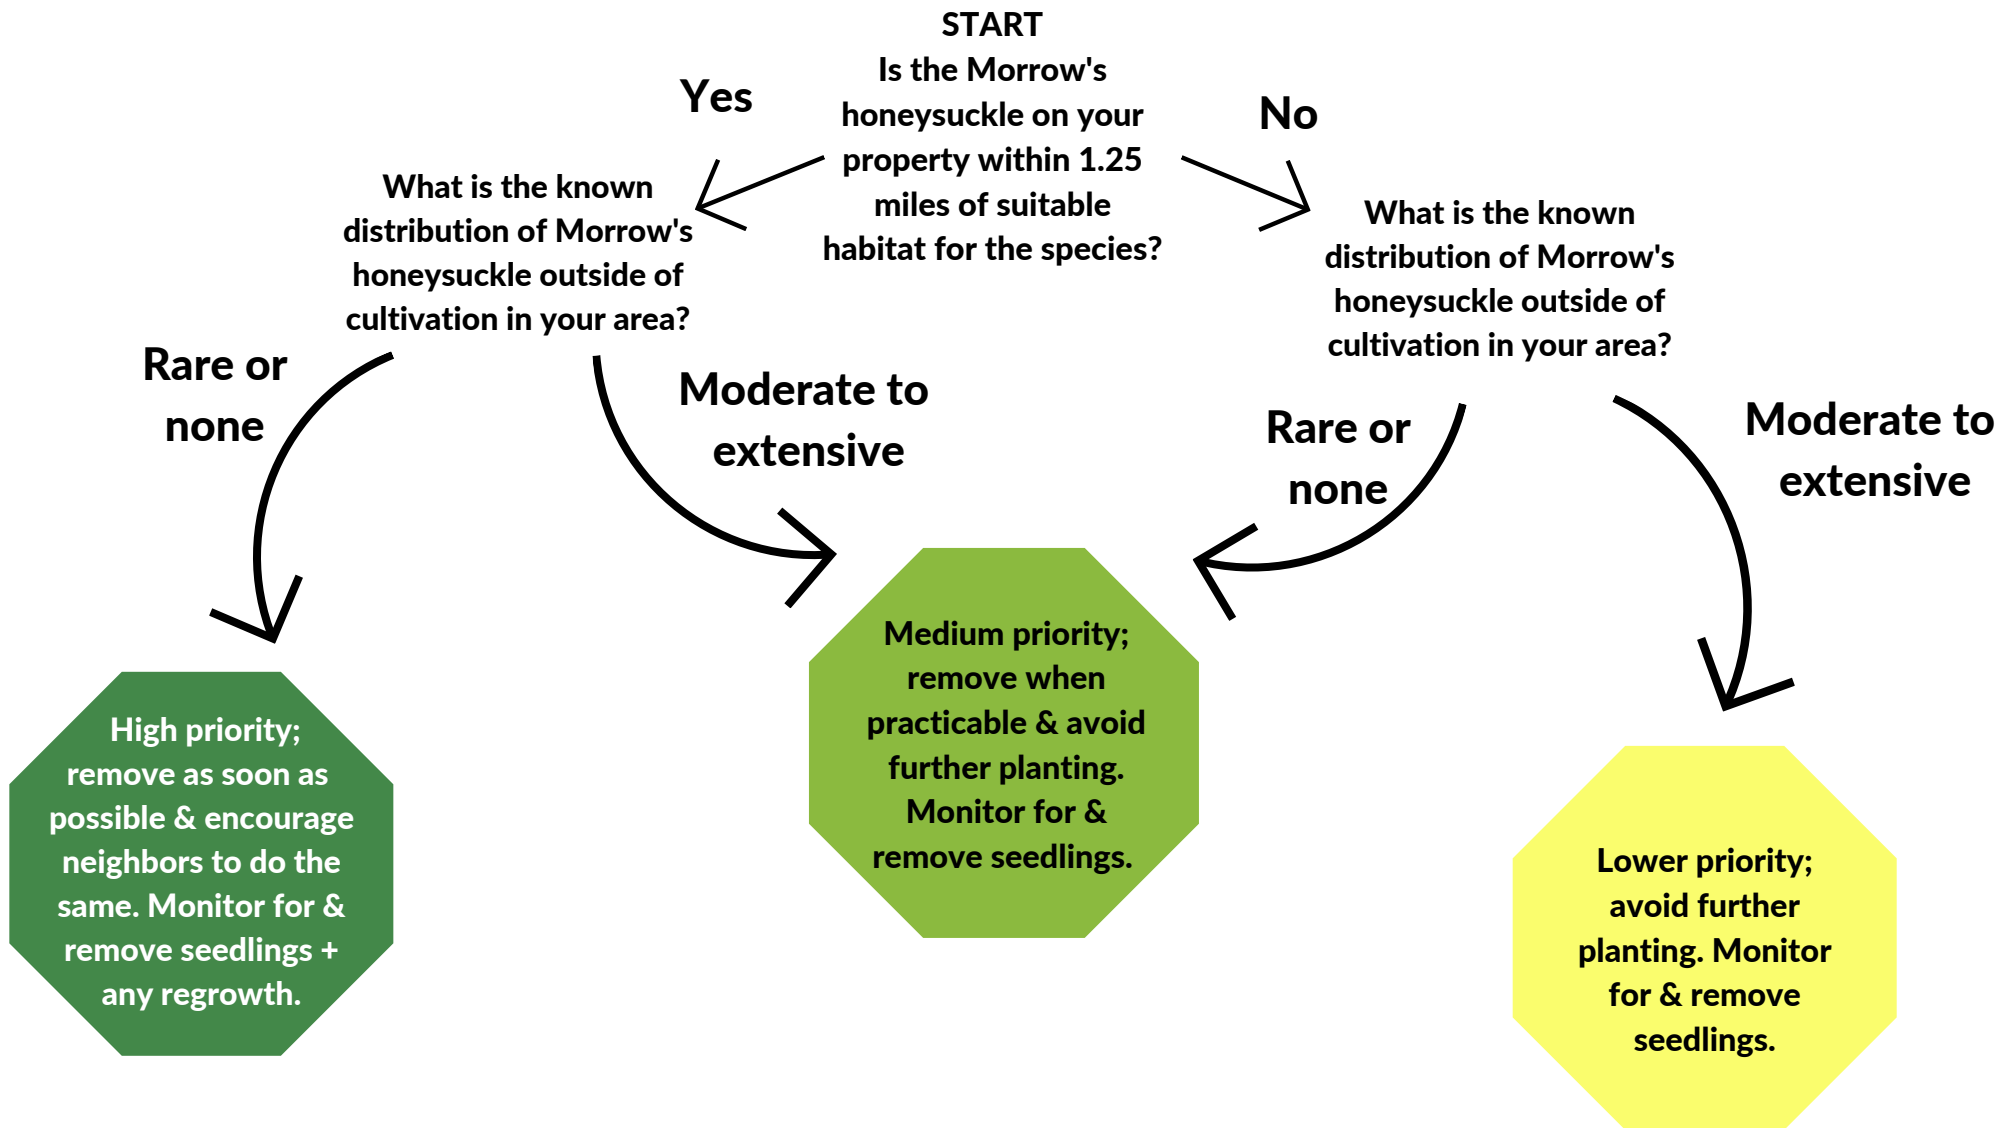 START
Is the Morrow's
honeysuckle on your
property within 1.25
miles of suitable
habitat for the species?
Yes
No
What is the known
distribution of Morrow's
honeysuckle outside of
cultivation in your area?
What is the known
distribution of Morrow's
honeysuckle outside of
cultivation in your area?
Rare or
none
Moderate to
extensive
Rare or
none
Moderate to
extensive
High priority;
remove as soon as
possible & encourage
neighbors to do the
same. Monitor for &
remove seedlings +
any regrowth.
Medium priority;
remove when
practicable & avoid
further planting.
Monitor for &
remove seedlings.
Lower priority;
avoid further
planting. Monitor
for & remove
seedlings.